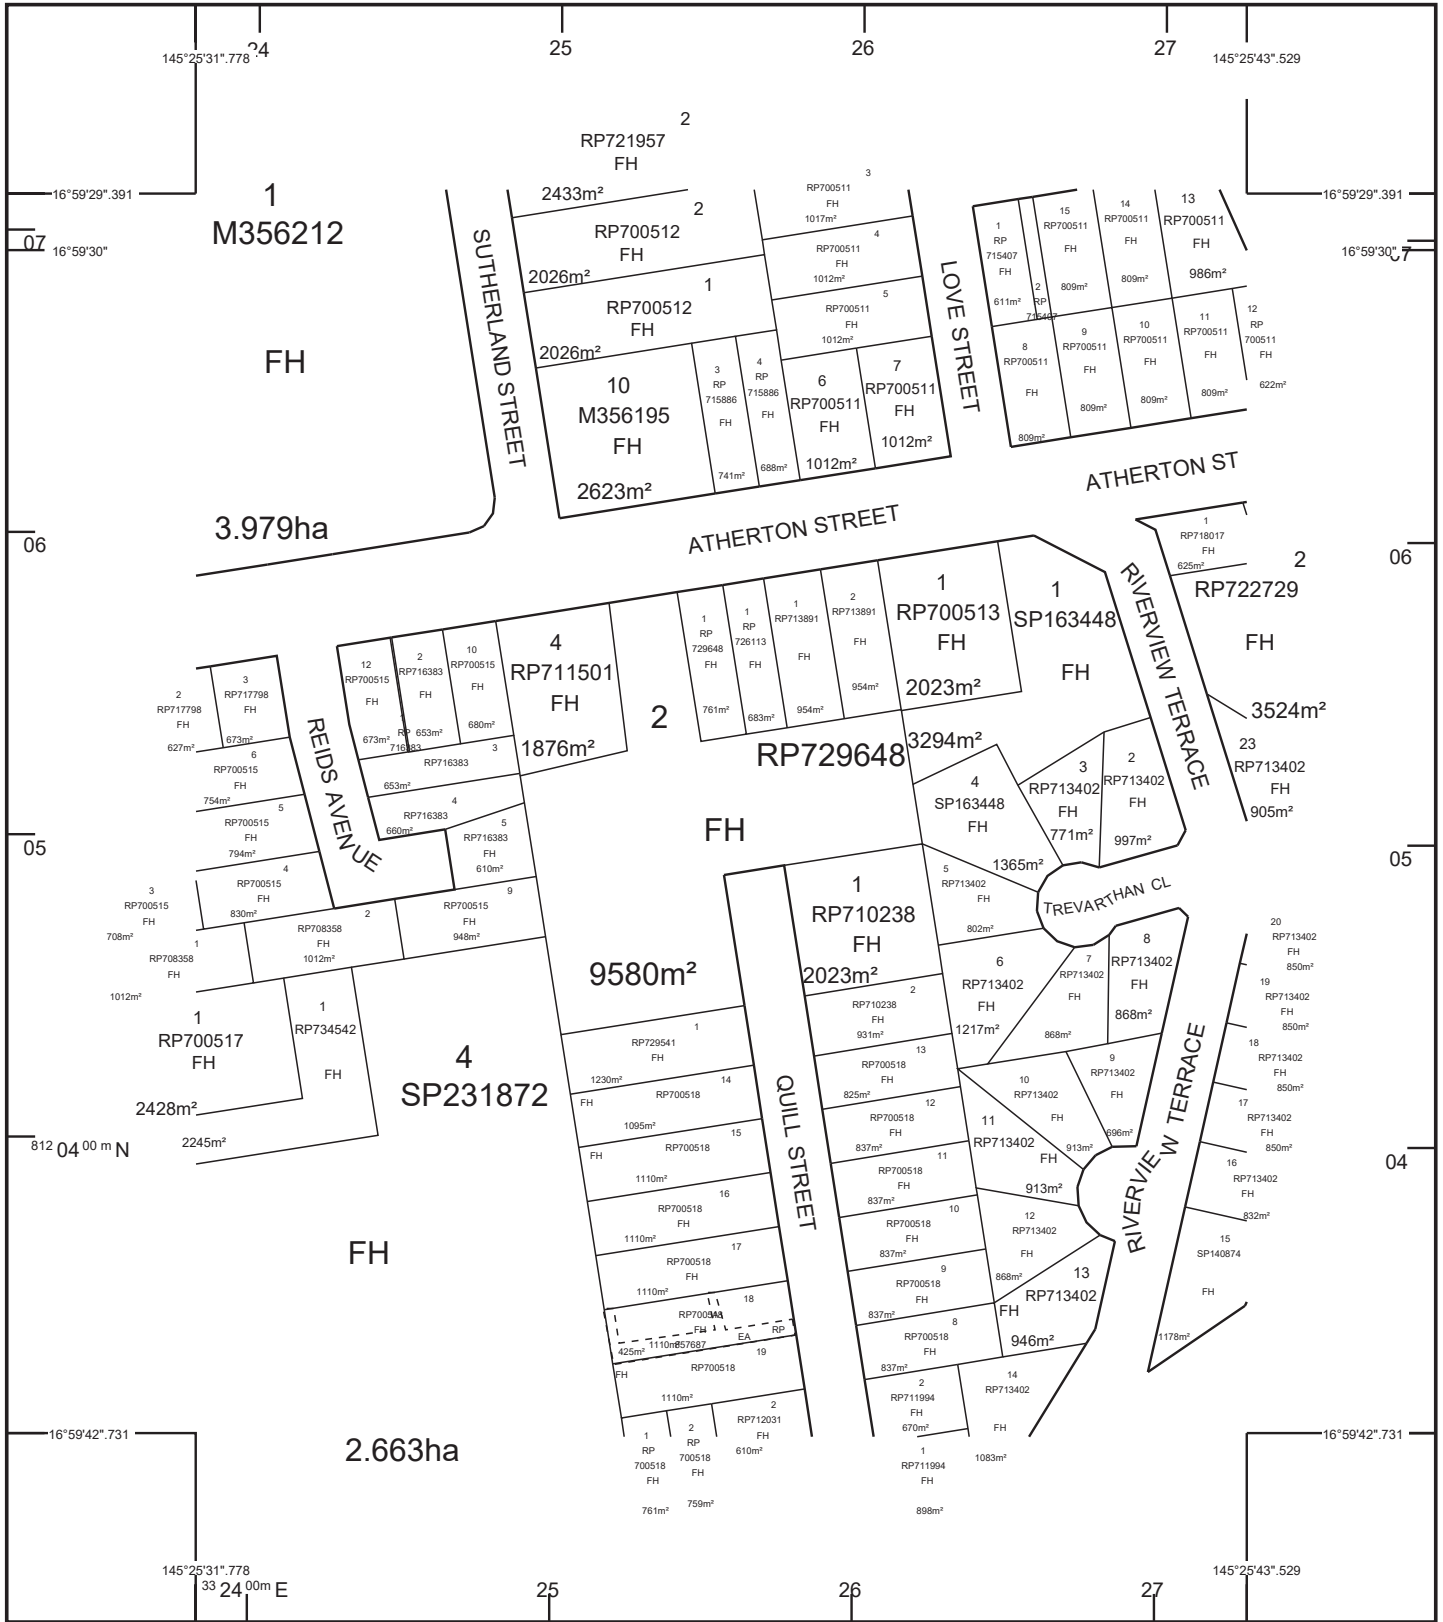 24
25
26
27
145°25'31".778
145°25'43".529
16°59'29".391
16°59'29".391
07
16°59'30"
16°59'30"
1
M356212
FH
3.979ha
SUTHERLAND STREET
2
RP721957
FH
2433m²
2
RP700512
FH
2026m²
1
RP700512
FH
2026m²
10
M356195
FH
2623m²
3
RP
715886
FH
741m²
4
RP
715886
FH
688m²
3
RP700511
FH
1017m²
4
RP700511
FH
1012m²
5
RP700511
FH
1012m²
6
RP700511
FH
1012m²
7
RP700511
FH
1012m²
LOVE STREET
1
RP
715407
FH
611m²
2
RP
715407
15
RP700511
FH
809m²
14
RP700511
FH
809m²
13
RP700511
FH
986m²
8
RP700511
FH
809m²
9
RP700511
FH
809m²
10
RP700511
FH
809m²
11
RP700511
FH
809m²
12
RP
700511
FH
622m²
ATHERTON ST
ATHERTON STREET
06
06
1
RP718017
FH
625m²
2
RP722729
FH
3524m²
RIVERVIEW TERRACE
1
RP700513
FH
2023m²
1
SP163448
FH
3294m²
1
RP
729648
FH
761m²
1
RP
726113
FH
683m²
1
RP713891
FH
954m²
2
RP713891
FH
954m²
2
RP729648
FH
9580m²
4
RP711501
FH
1876m²
12
RP700515
FH
673m²
2
RP716383
FH
653m²
RP
716383
10
RP700515
FH
680m²
3
RP716383
653m²
4
RP716383
660m²
5
RP716383
FH
610m²
REIDS AVENUE
2
RP717798
FH
627m²
3
RP717798
FH
673m²
6
RP700515
FH
754m²
5
RP700515
FH
794m²
4
RP700515
FH
830m²
3
RP700515
FH
708m²
1
RP708358
FH
1012m²
2
RP708358
FH
1012m²
9
RP700515
FH
948m²
1
RP700517
FH
2428m²
1
RP734542
FH
2245m²
4
SP231872
FH
2.663ha
05
05
23
RP713402
FH
905m²
4
SP163448
FH
1365m²
3
RP713402
FH
771m²
2
RP713402
FH
997m²
TREVARTHAN CL
5
RP713402
FH
802m²
6
RP713402
FH
1217m²
7
RP713402
FH
868m²
8
RP713402
FH
868m²
9
RP713402
FH
696m²
10
RP713402
FH
913m²
11
RP713402
FH
913m²
12
RP713402
FH
868m²
13
RP713402
FH
946m²
14
RP713402
FH
1083m²
RIVERVIEW TERRACE
20
RP713402
FH
850m²
19
RP713402
FH
850m²
18
RP713402
FH
850m²
17
RP713402
FH
850m²
16
RP713402
FH
832m²
15
SP140874
FH
1178m²
1
RP710238
FH
2023m²
2
RP710238
FH
931m²
13
RP700518
FH
825m²
12
RP700518
FH
837m²
11
RP700518
FH
837m²
10
RP700518
FH
837m²
9
RP700518
FH
837m²
8
RP700518
FH
837m²
2
RP711994
FH
670m²
1
RP711994
FH
898m²
QUILL STREET
1
RP729541
FH
1230m²
14
RP700518
FH
1095m²
15
RP700518
FH
1110m²
16
RP700518
FH
1110m²
17
RP700518
FH
1110m²
18
RP700518
FH
1110m²
EA
RP
425m²
19
RP700518
FH
1110m²
1
RP
700518
FH
761m²
2
RP
700518
FH
759m²
2
RP712031
FH
610m²
812 04 00 m N
04
16°59'42".731
16°59'42".731
145°25'31".778
145°25'43".529
33 24 00m E
25
26
27